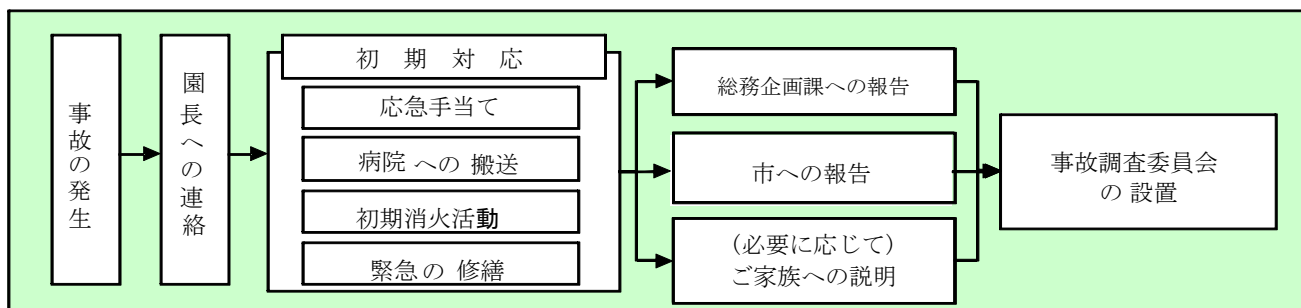 事故の発生
園長への連絡
初期対応
応急手当て
病院への搬送
初期消火活動
緊急の修繕
総務企画課への報告
市への報告
(必要に応じて)
ご家族への説明
事故調査委員会
の設置